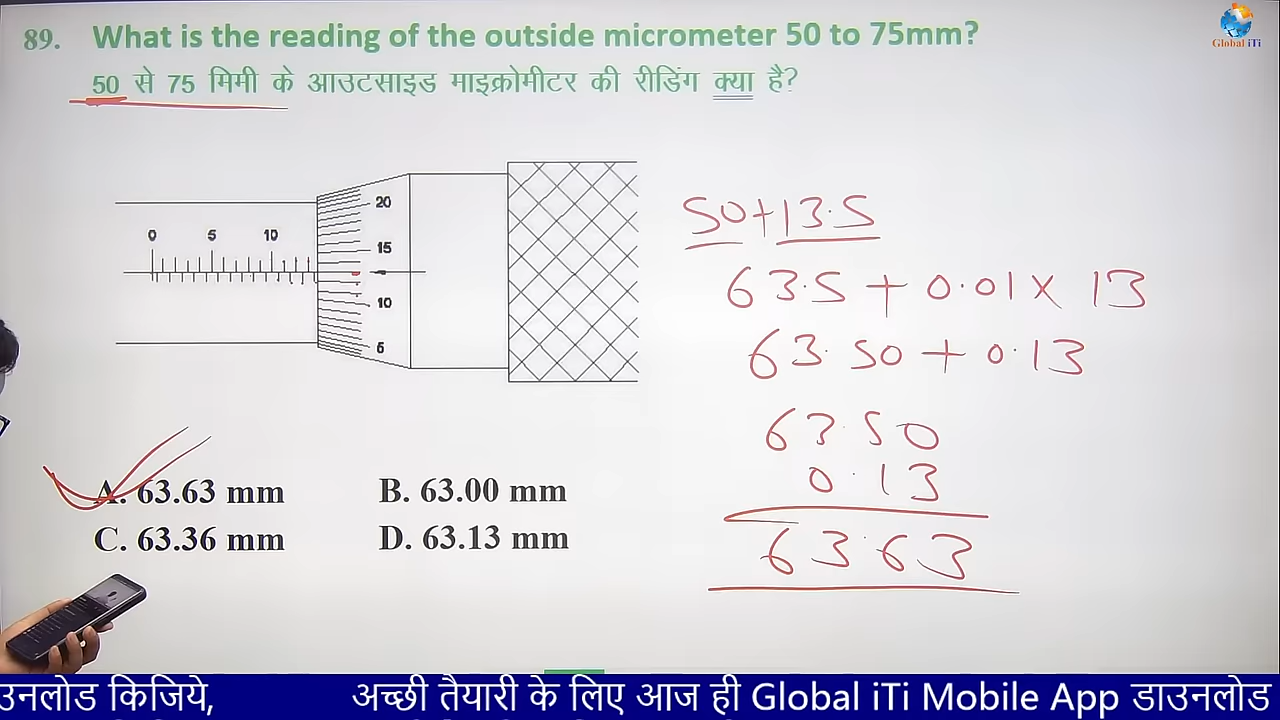 89. What is the reading of the outside micrometer 50 to 75mm?
Global iTi
50 से 75 मिमी के आउटसाइड माइक्रोमीटर की रीडिंग क्या है?
20
0 5 10
15
10
6
50+13.5
63.5 + 0.01 x 13
63.50 + 0.13
63.50
0.13
63.63
A. 63.63 mm B. 63.00 mm
C. 63.36 mm D. 63.13 mm
उनलोड किजिये, अच्छी तैयारी के लिए आज ही Global iTi Mobile App डाउनलोड